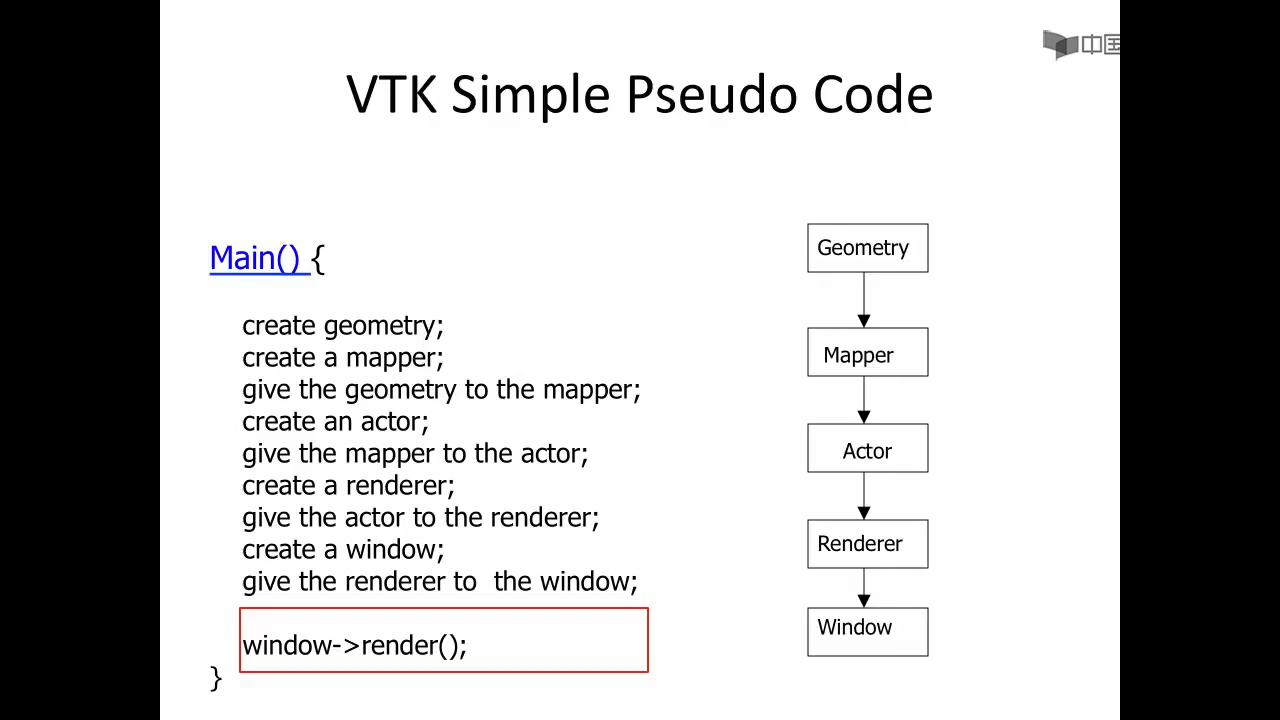 中国
VTK Simple Pseudo Code
Main() {
create geometry;
create a mapper;
give the geometry to the mapper;
create an actor;
give the mapper to the actor;
create a renderer;
give the actor to the renderer;
create a window;
give the renderer to  the window;
window->render();
}
Geometry
Mapper
Actor
Renderer
Window